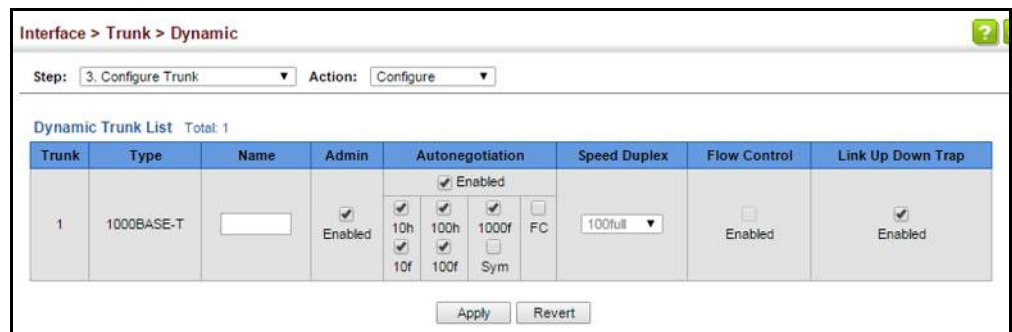 Interface > Trunk > Dynamic
?
Step: 3. Configure Trunk Action: Configure
Dynamic Trunk List Total: 1
Trunk Type Name Admin Autonegotiation Speed Duplex Flow Control Link Up Down Trap
Enabled
1 1000BASE-T Enabled 10h 100h 1000f FC 100full Enabled Enabled
10f 100f Sym
Apply Revert